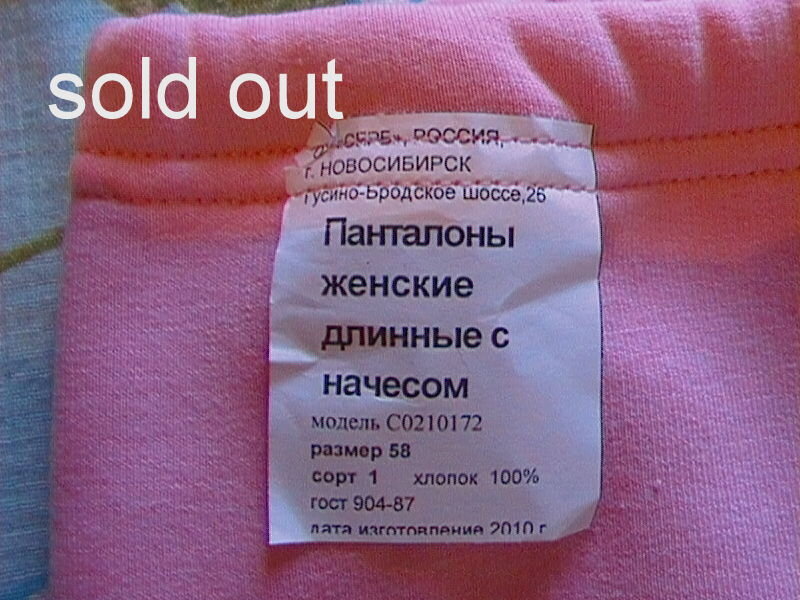 sold out
РОССИЯ,
г. НОВОСИБИРСК
Гусино-Бродское шоссе,26
Панталоны
женские
длинные с
начесом
модель С0210172
размер 58
сорт 1 хлопок 100%
гост 904-87
дата изготовление 2010 г